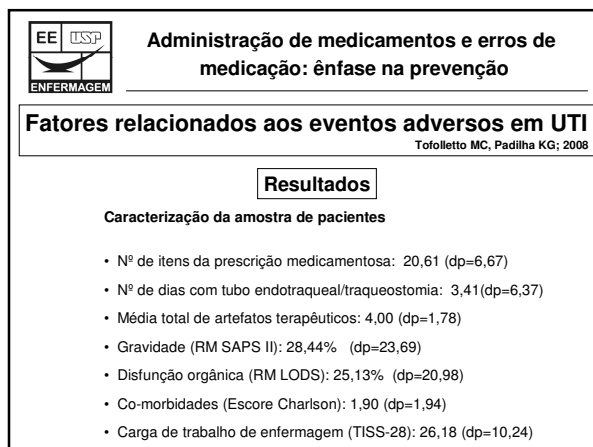 EE USP
ENFERMAGEM
Administração de medicamentos e erros de
medicação: ênfase na prevenção
Fatores relacionados aos eventos adversos em UTI
Tofolletto MC, Padilha KG; 2008
Resultados
Caracterização da amostra de pacientes
• Nº de itens da prescrição medicamentosa: 20,61 (dp=6,67)
• Nº de dias com tubo endotraqueal/traqueostomia: 3,41(dp=6,37)
• Média total de artefatos terapêuticos: 4,00 (dp=1,78)
• Gravidade (RM SAPS II): 28,44% (dp=23,69)
• Disfunção orgânica (RM LODS): 25,13% (dp=20,98)
• Co-morbidades (Escore Charlson): 1,90 (dp=1,94)
• Carga de trabalho de enfermagem (TISS-28): 26,18 (dp=10,24)